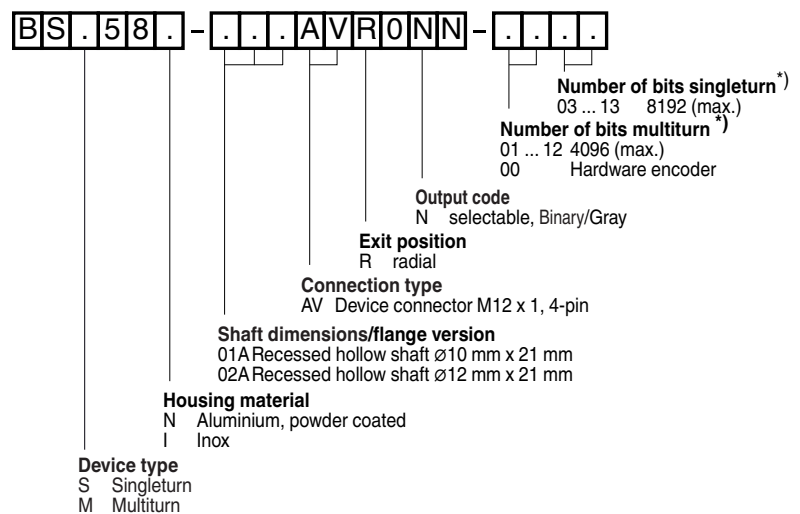 BS.58.-...AVR0NN-....
Number of bits singleturn*)
03 ... 13 8192 (max.)
Number of bits multiturn *)
01 ... 12 4096 (max.)
00 Hardware encoder
Output code
N selectable, Binary/Gray
Exit position
R radial
Connection type
AV Device connector M12 x 1, 4-pin
Shaft dimensions/flange version
01A Recessed hollow shaft ⌀10 mm x 21 mm
02A Recessed hollow shaft ⌀12 mm x 21 mm
Housing material
N Aluminium, powder coated
I Inox
Device type
S Singleturn
M Multiturn